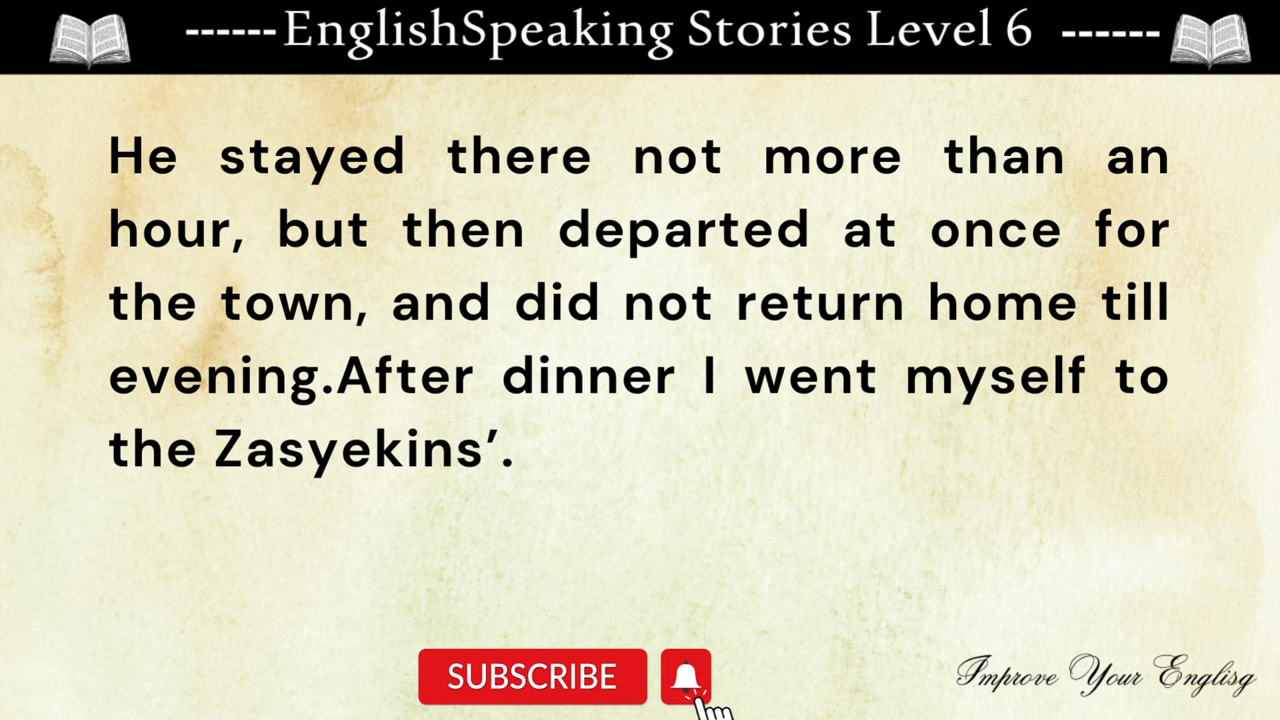 ------EnglishSpeaking Stories Level 6 ------
He stayed there not more than an
hour, but then departed at once for
the town, and did not return home till
evening.After dinner I went myself to
the Zasyekins’.
SUBSCRIBE
Improve Your Englisg